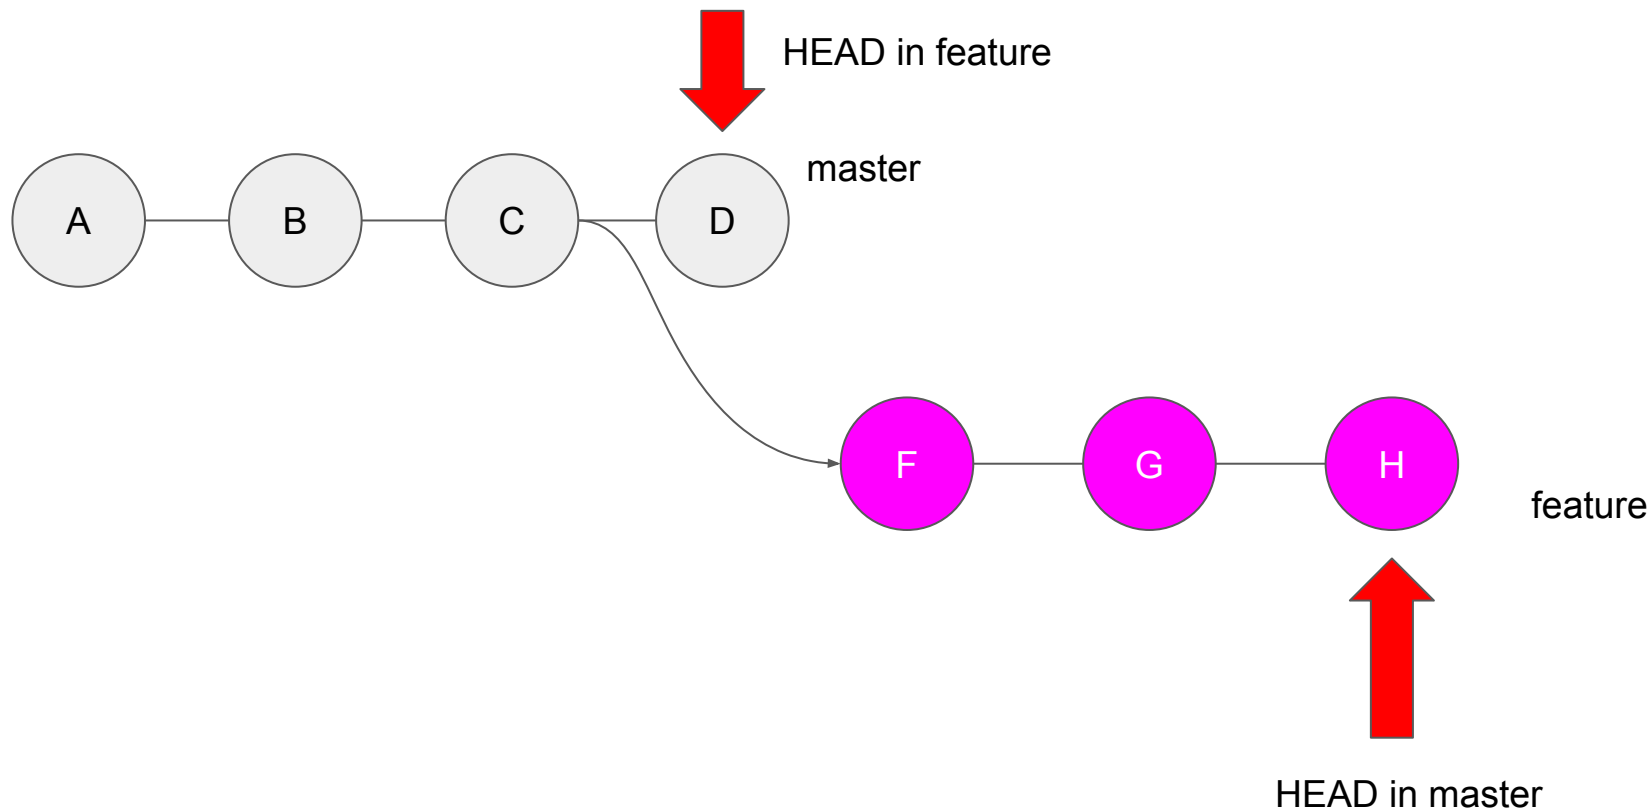 HEAD in feature
master
A
B
C
D
F
G
H
feature
HEAD in master